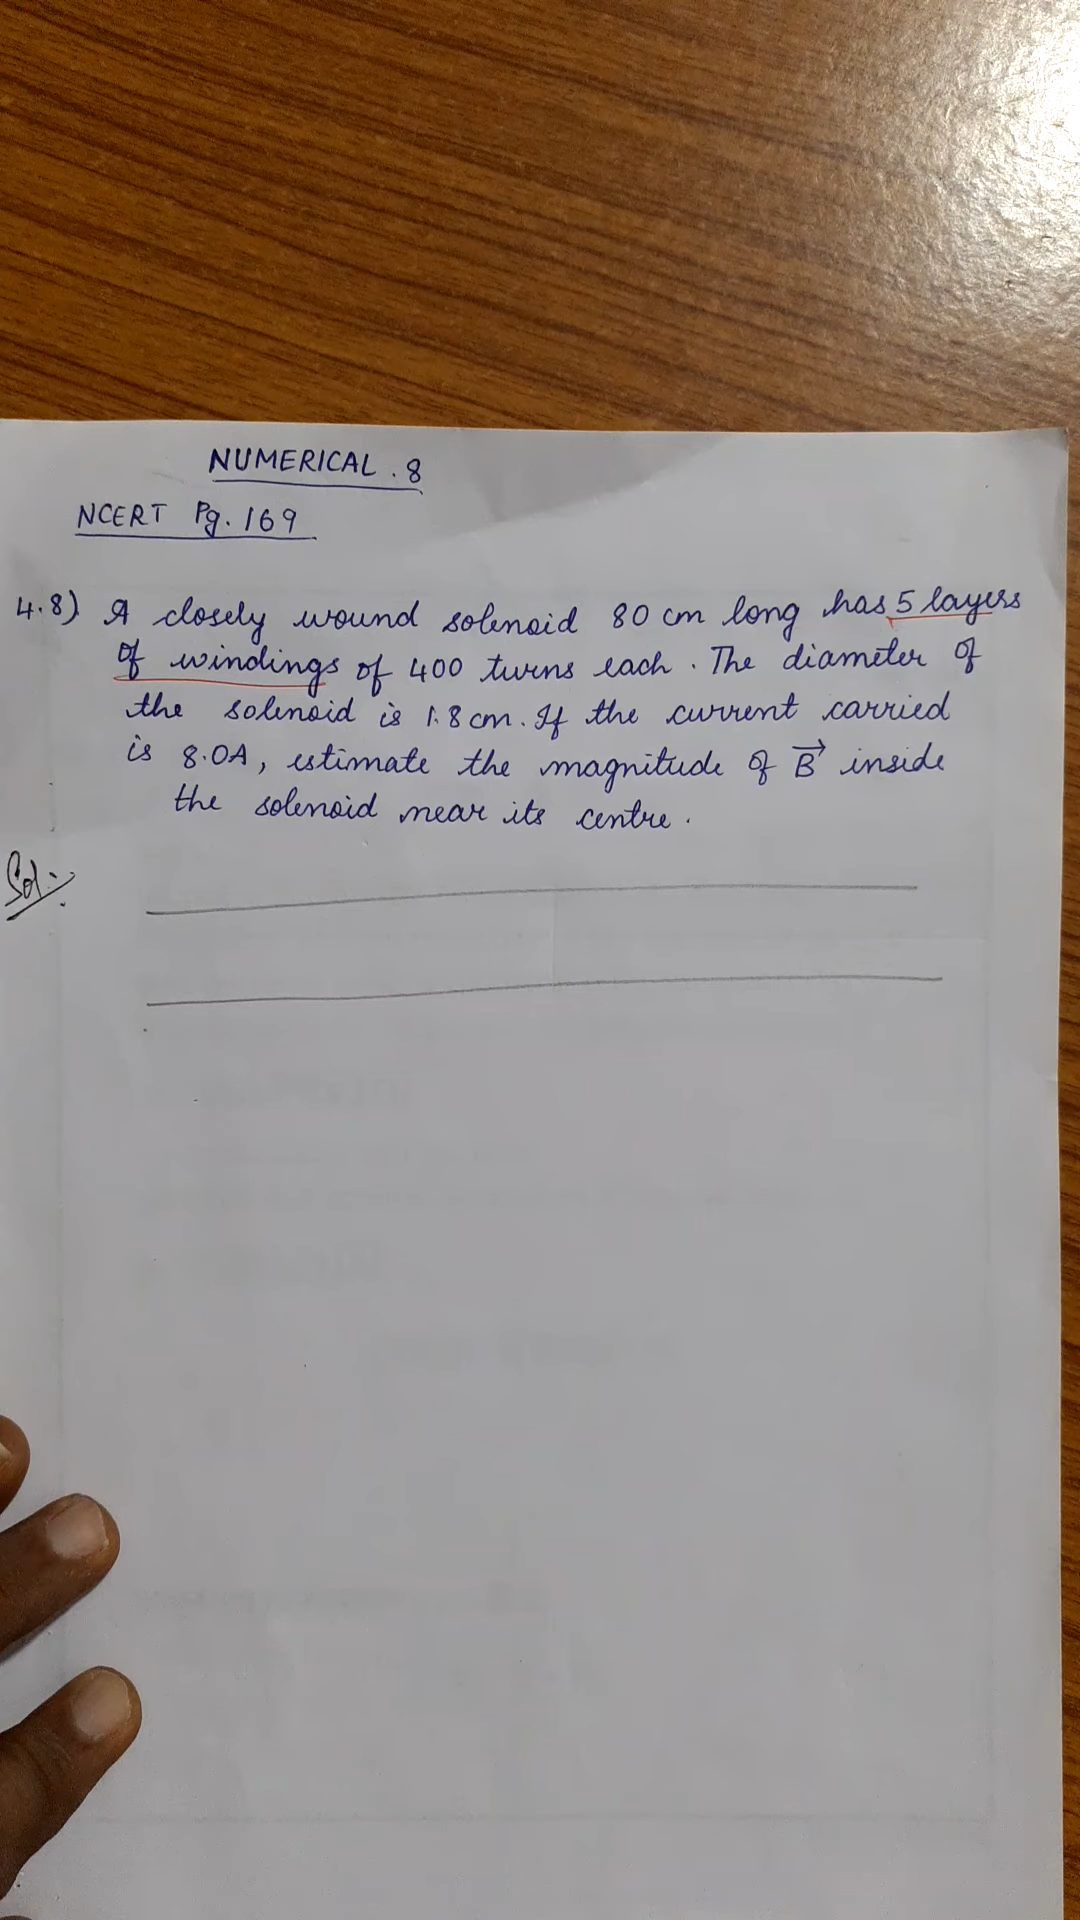 NUMERICAL.8
NCERT Pg.169
4.8) A closely wound solenoid 80 cm long has 5 layers
of windings of 400 turns each. The diameter of
the solenoid is 1.8 cm. If the current carried
is 8.0A, estimate the magnitude of B⃗ inside
the solenoid near its centre.
Sol: